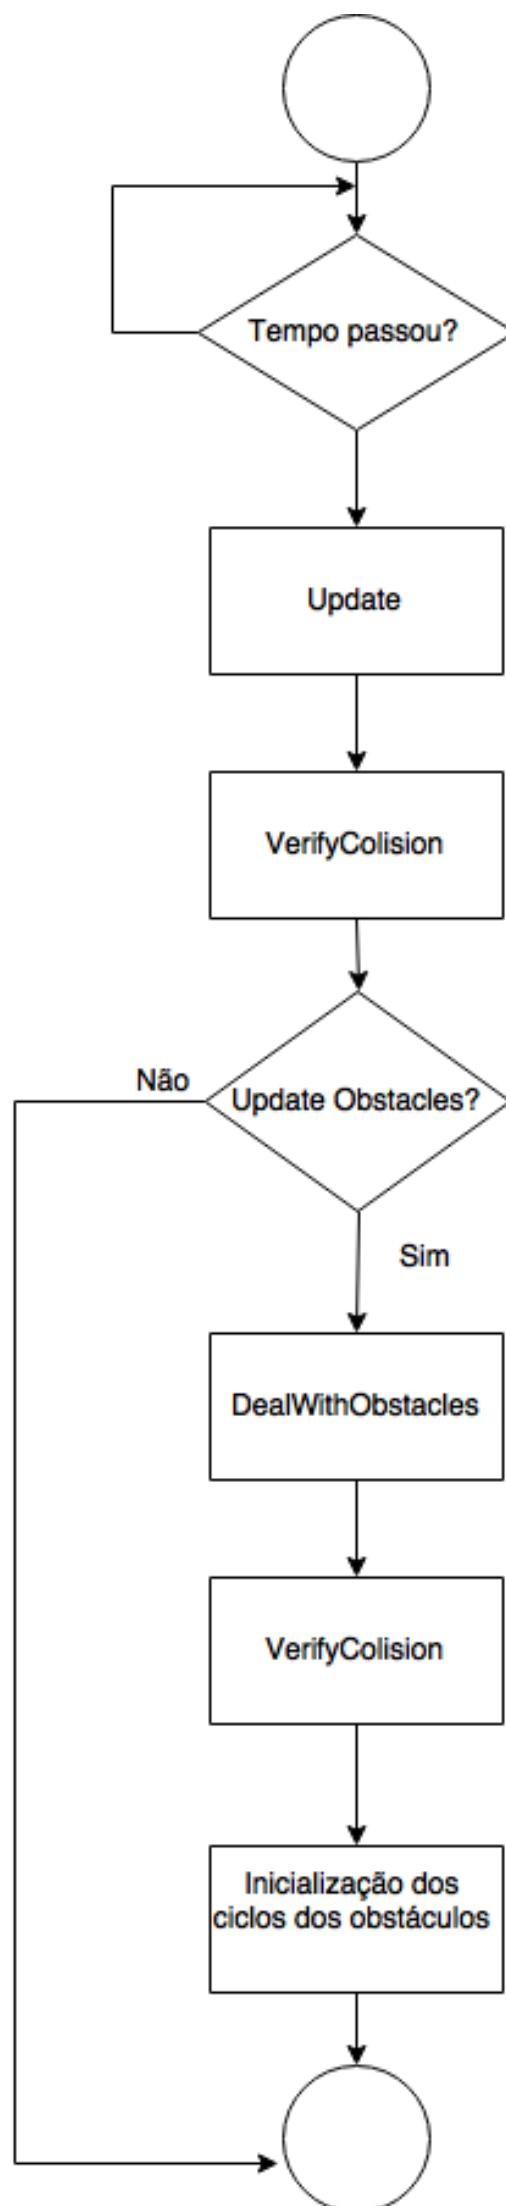 Tempo passou?
Update
VerifyColision
Não
Update Obstacles?
Sim
DealWithObstacles
VerifyColision
Inicialização dos
ciclos dos obstáculos